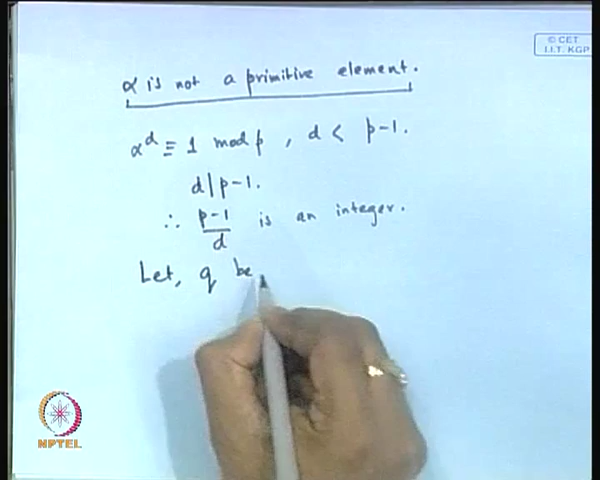 © CET
I.I.T. KGP
α is not a primitive element.
α^d ≡ 1 mod p, d < p-1.
d | p-1.
∴ p-1/d is an integer.
Let, q be
NPTEL